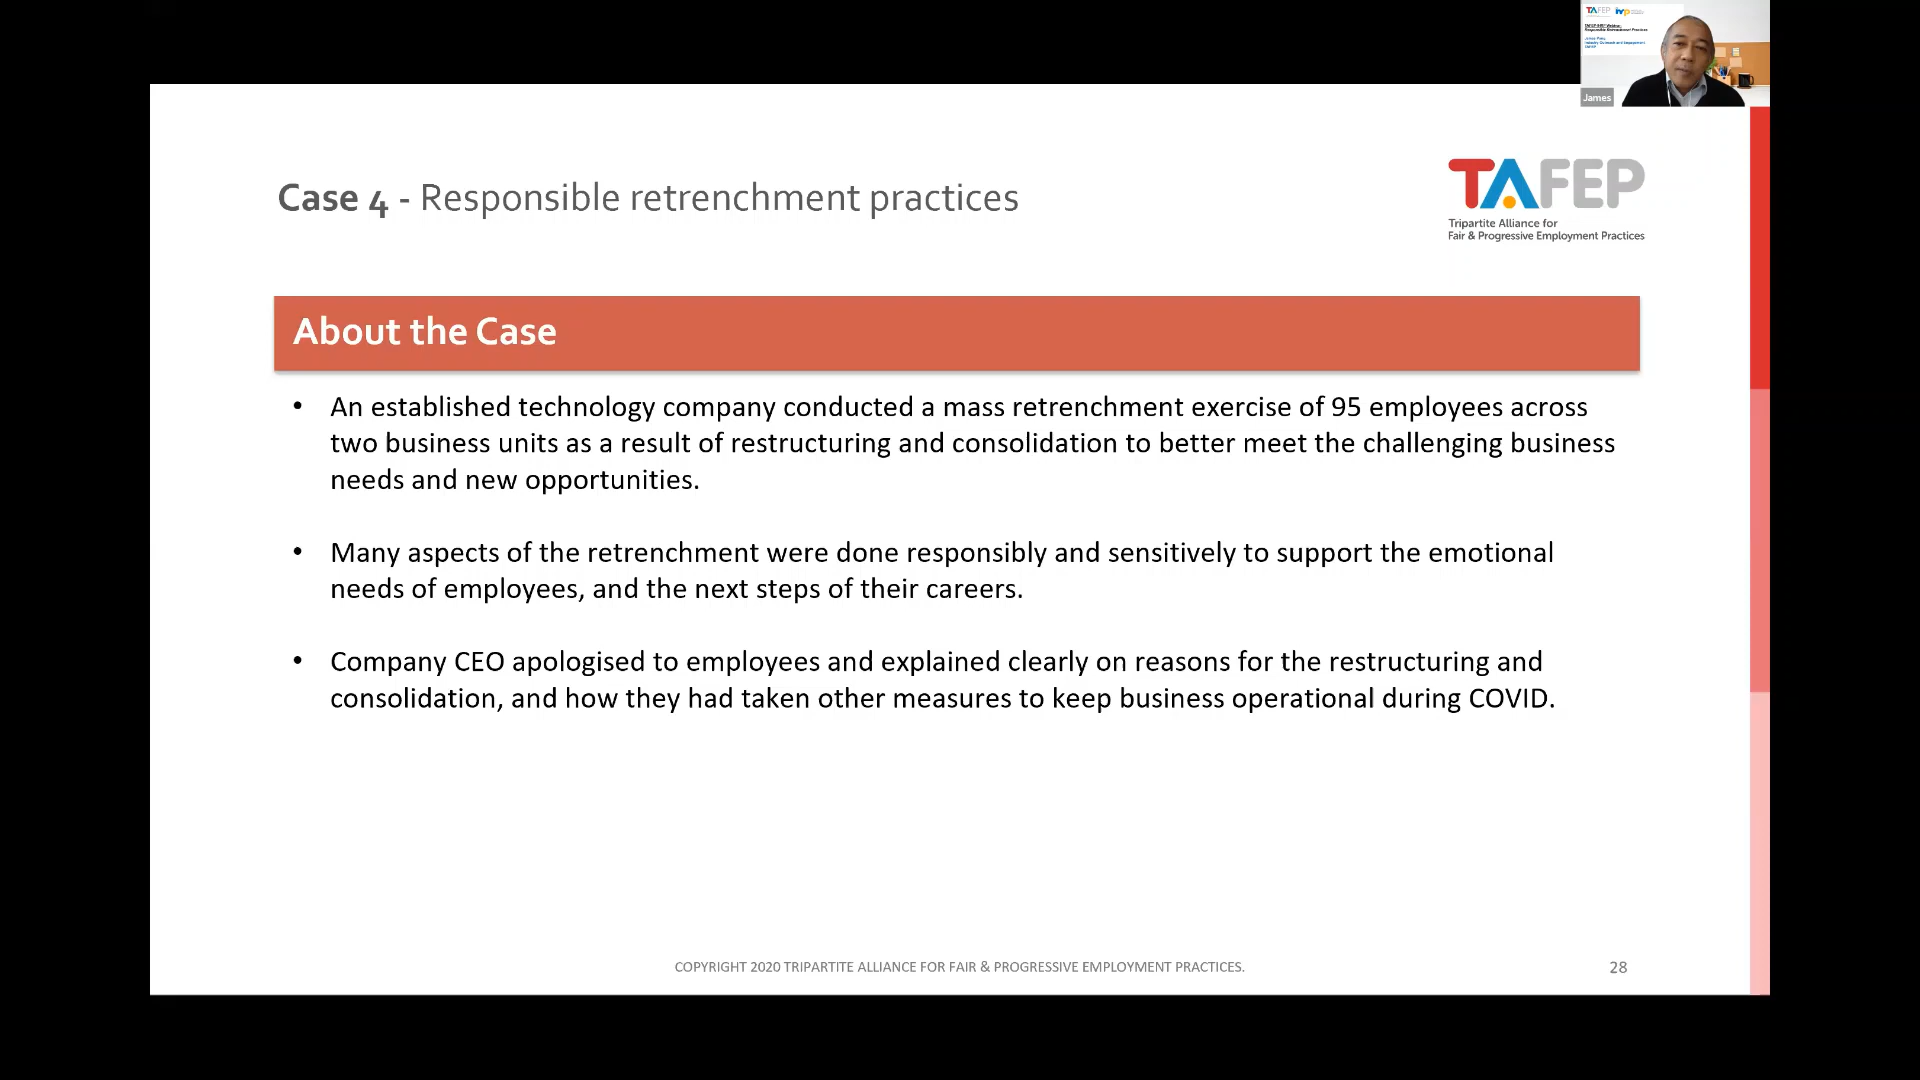 TAFEP
James
Case 4 - Responsible retrenchment practices
TAFEP
Tripartite Alliance for
Fair & Progressive Employment Practices
About the Case
• An established technology company conducted a mass retrenchment exercise of 95 employees across
two business units as a result of restructuring and consolidation to better meet the challenging business
needs and new opportunities.
• Many aspects of the retrenchment were done responsibly and sensitively to support the emotional
needs of employees, and the next steps of their careers.
• Company CEO apologised to employees and explained clearly on reasons for the restructuring and
consolidation, and how they had taken other measures to keep business operational during COVID.
COPYRIGHT 2020 TRIPARTITE ALLIANCE FOR FAIR & PROGRESSIVE EMPLOYMENT PRACTICES.
28